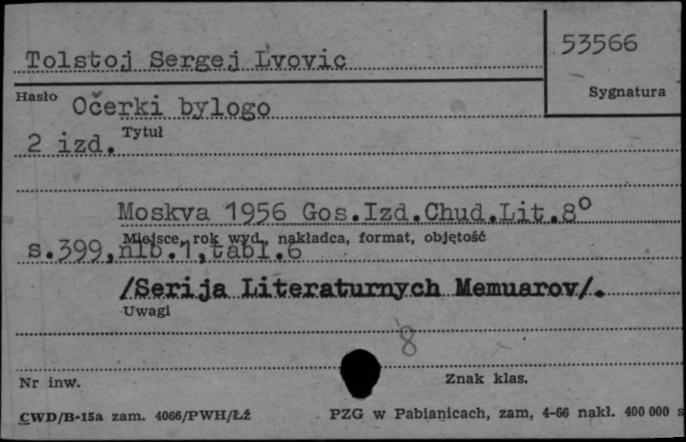 Tolstoj Sergej Lvovic
53566
Hasło
Sygnatura
Očerki bylogo
Tytuł
2 izd.
Moskva 1956 Gos.Izd.Chud.Lit.8°
Miejsce, rok wyd., nakładca, format, objętość
s.399,nlb.1,tabl.6
/Serija Literaturnych Memuarov/.
Uwagi
8
Nr inw.
Znak klas.
CWD/B-15a zam. 4066/PWH/ŁŹ
PZG w Pabianicach, zam, 4-66 nakł. 400 000 s